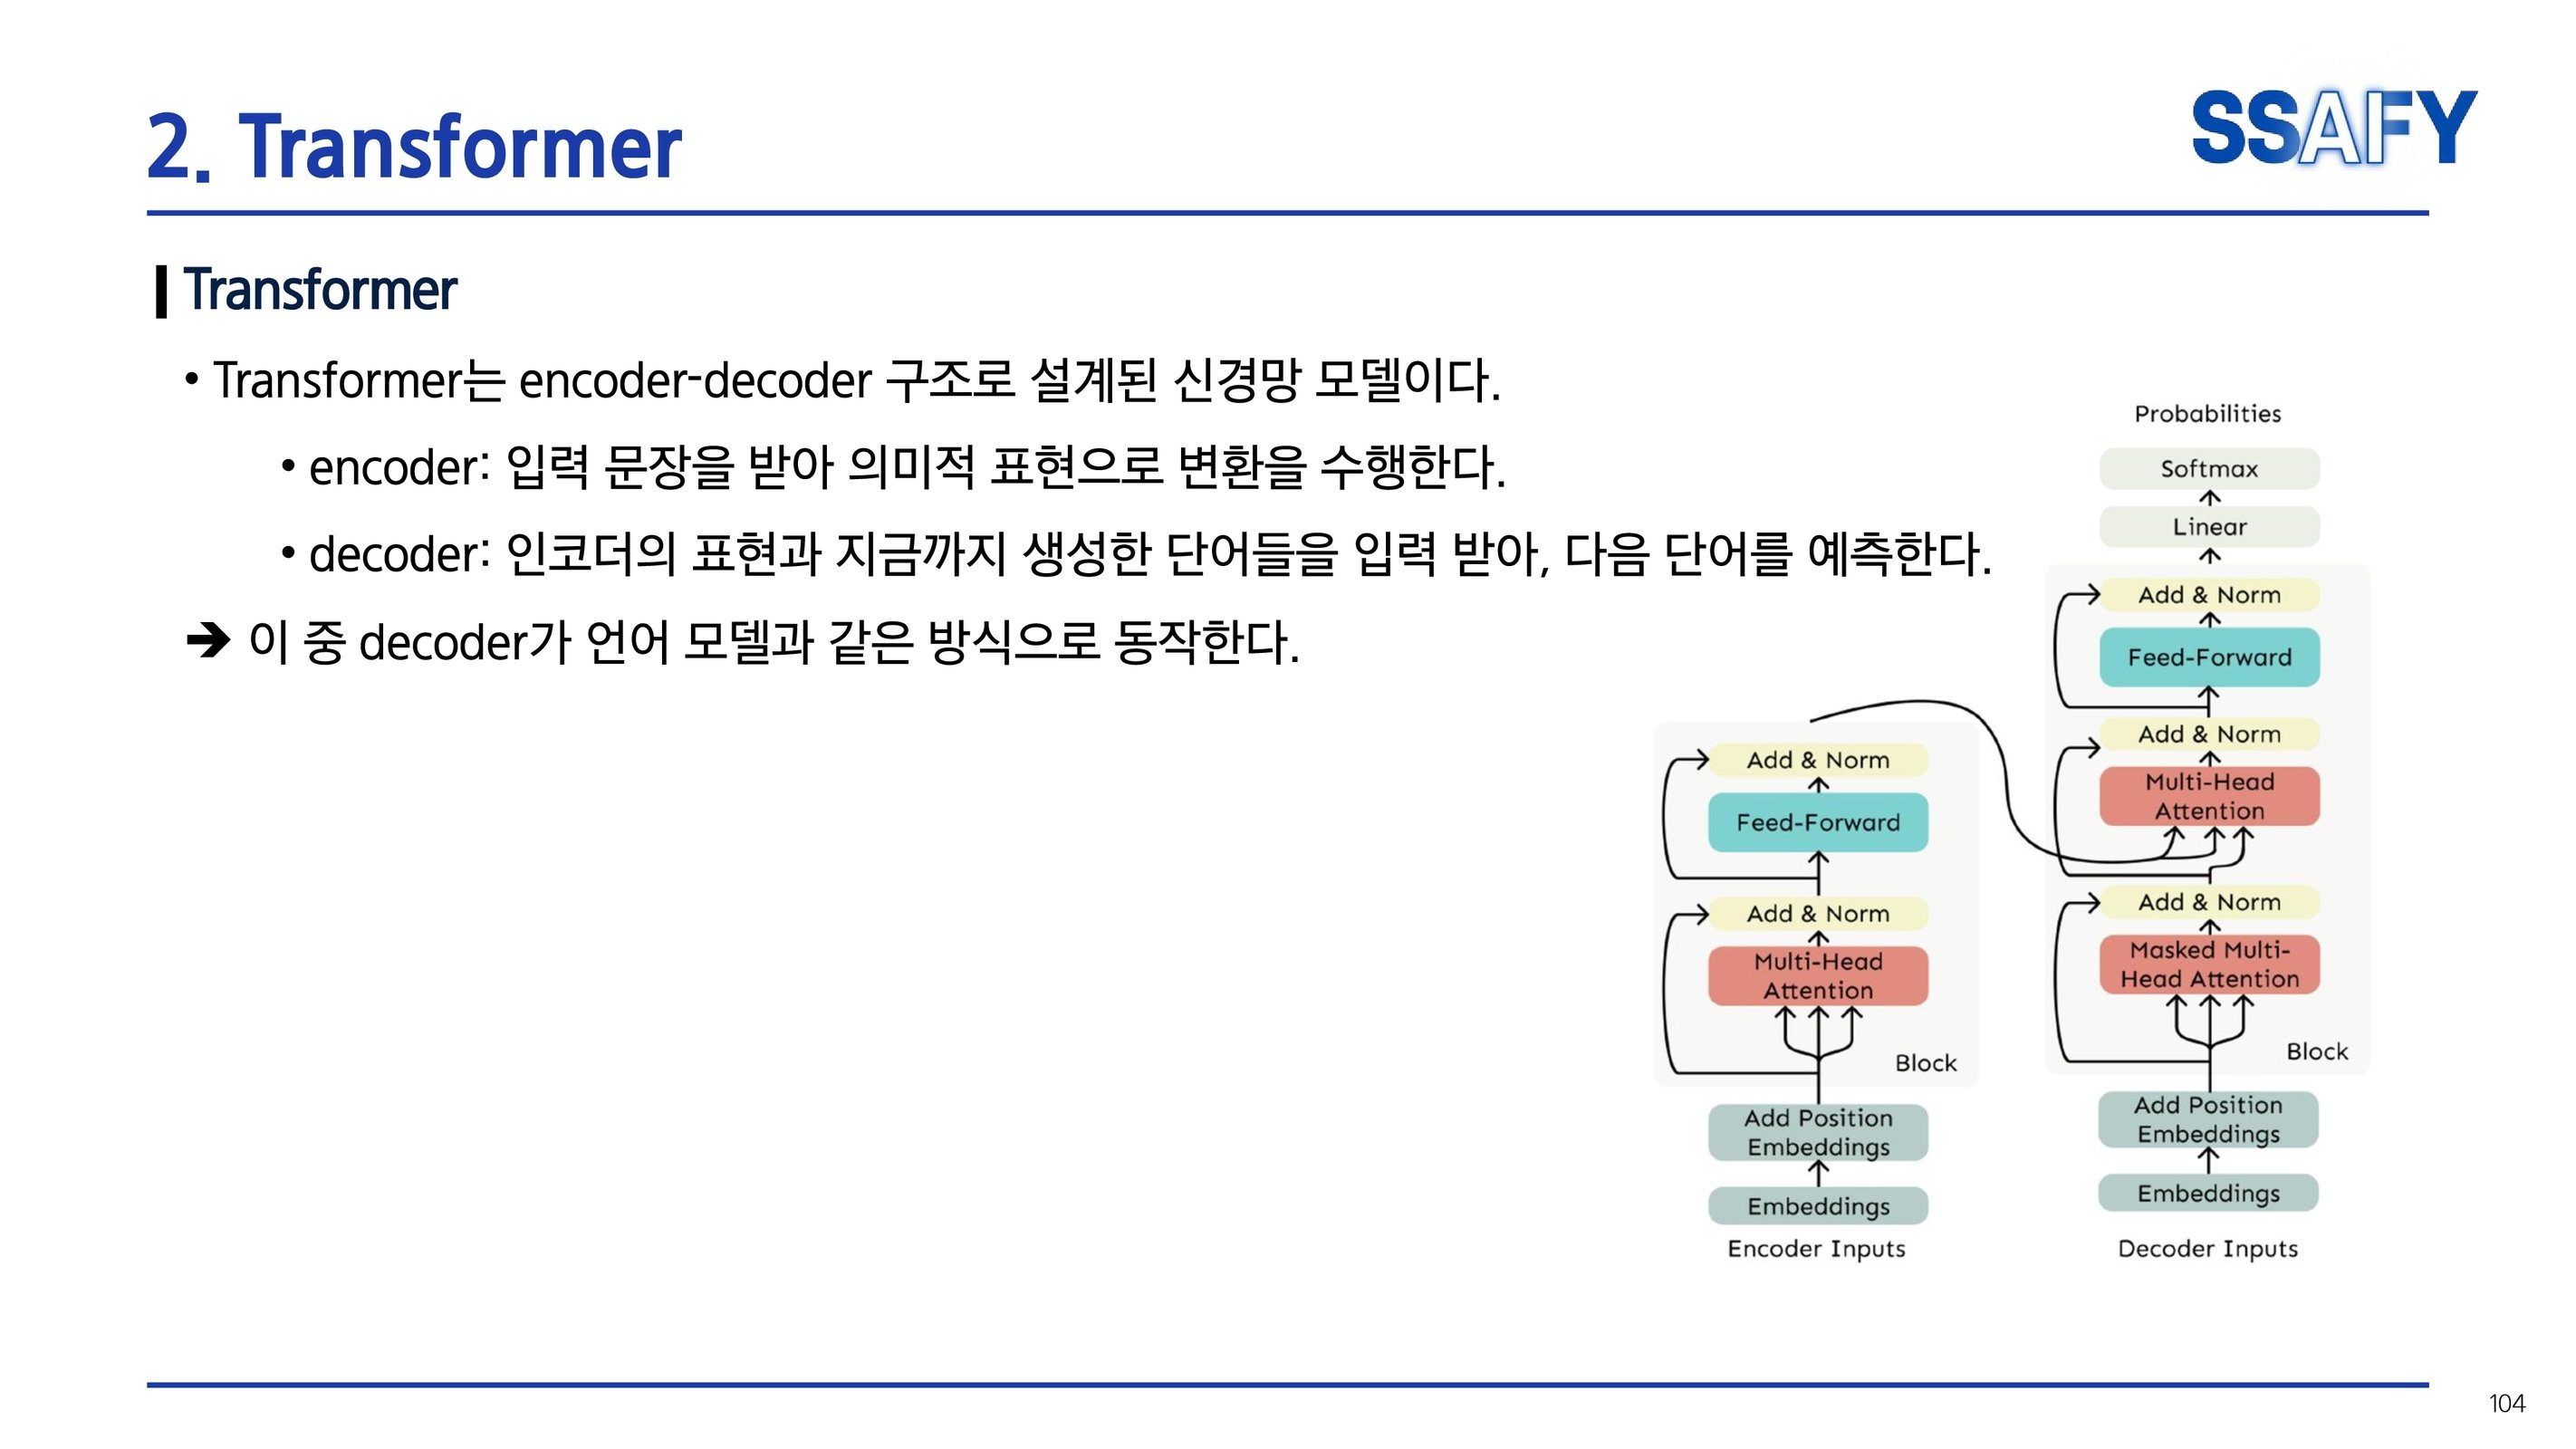 2. Transformer
SSAFY
Transformer
• Transformer는 encoder-decoder 구조로 설계된 신경망 모델이다.
• encoder: 입력 문장을 받아 의미적 표현으로 변환을 수행한다.
• decoder: 인코더의 표현과 지금까지 생성한 단어들을 입력 받아, 다음 단어를 예측한다.
➔ 이 중 decoder가 언어 모델과 같은 방식으로 동작한다.
Add & Norm
Feed-Forward
Add & Norm
Multi-Head
Attention
Block
Add Position
Embeddings
Embeddings
Encoder Inputs
Probabilities
Softmax
Linear
Add & Norm
Feed-Forward
Add & Norm
Multi-Head
Attention
Add & Norm
Masked Multi-
Head Attention
Block
Add Position
Embeddings
Embeddings
Decoder Inputs
104